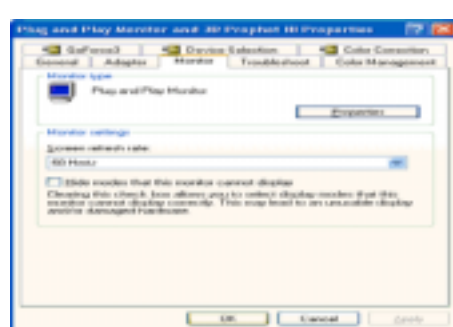 Plug and Play Monitor and 3D Prophet III Properties
GeForce3
Device Selection
Color Correction
General
Adapter
Monitor
Troubleshoot
Color Management
Monitor type
Plug and Play Monitor
Properties
Monitor settings
Screen refresh rate:
60 Hertz
Hide modes that this monitor cannot display
Clearing this check box allows you to select display modes that this
monitor cannot display correctly. This may lead to an unusable display
and/or damaged hardware.
OK
Cancel
Apply